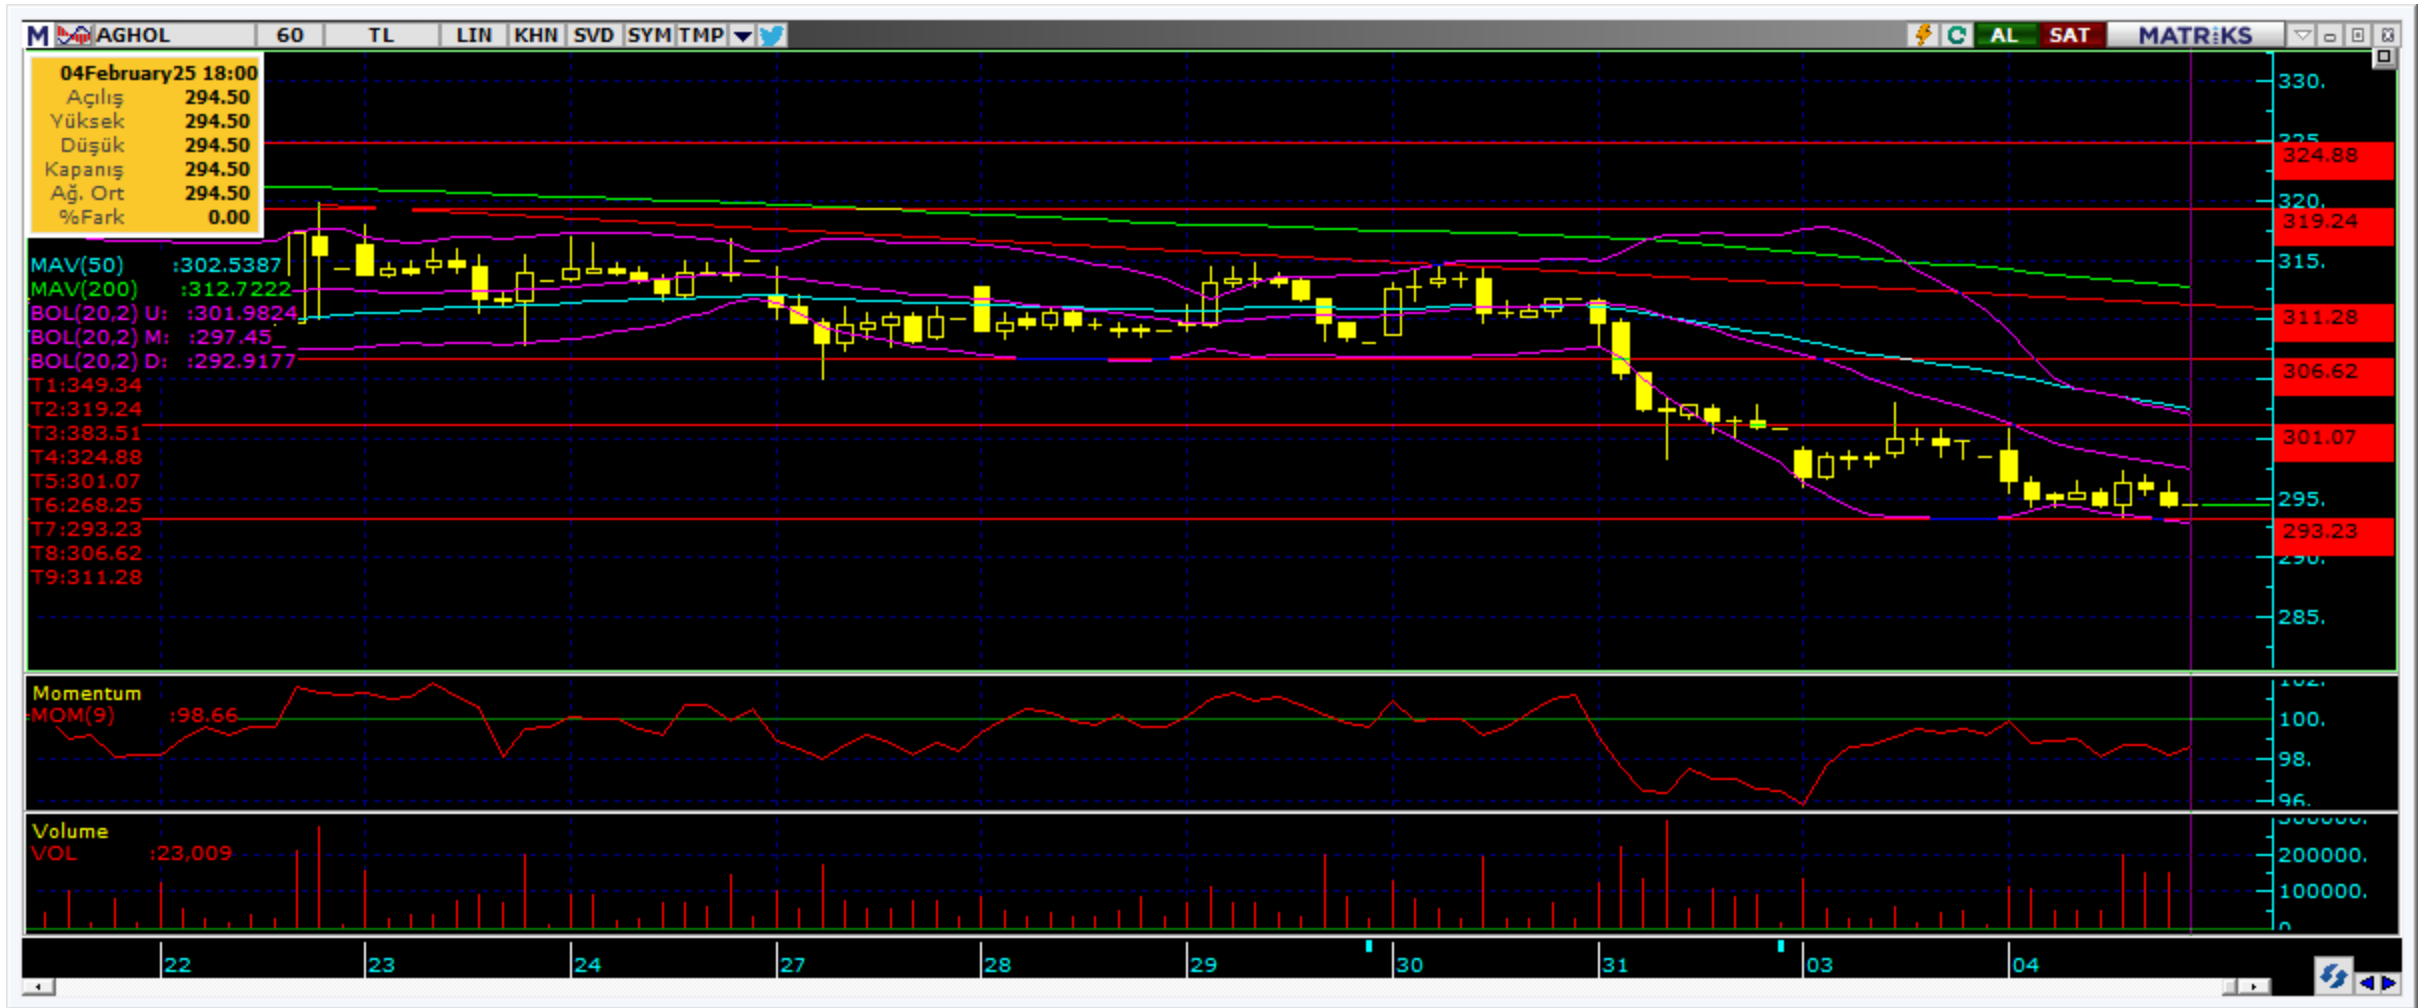 M AGHOL 60 TL LIN KHN SVD SYM TMP AL SAT MATRiKS
04February25 18:00
Açılış 294.50
Yüksek 294.50
Düşük 294.50
Kapanış 294.50
Ağ. Ort 294.50
%Fark 0.00
MAV(50) :302.5387
MAV(200) :312.7222
BOL(20,2) U: :301.9824
BOL(20,2) M: :297.45
BOL(20,2) D: :292.9177
T1:349.34
T2:319.24
T3:383.51
T4:324.88
T5:301.07
T6:268.25
T7:293.23
T8:306.62
T9:311.28
330.
325.
324.88
320.
319.24
315.
311.28
306.62
301.07
295.
293.23
290.
285.
Momentum
MOM(9) :98.66
102.
100.
98.
96.
Volume
VOL :23,009
300000.
200000.
100000.
0
22 23 24 27 28 29 30 31 03 04